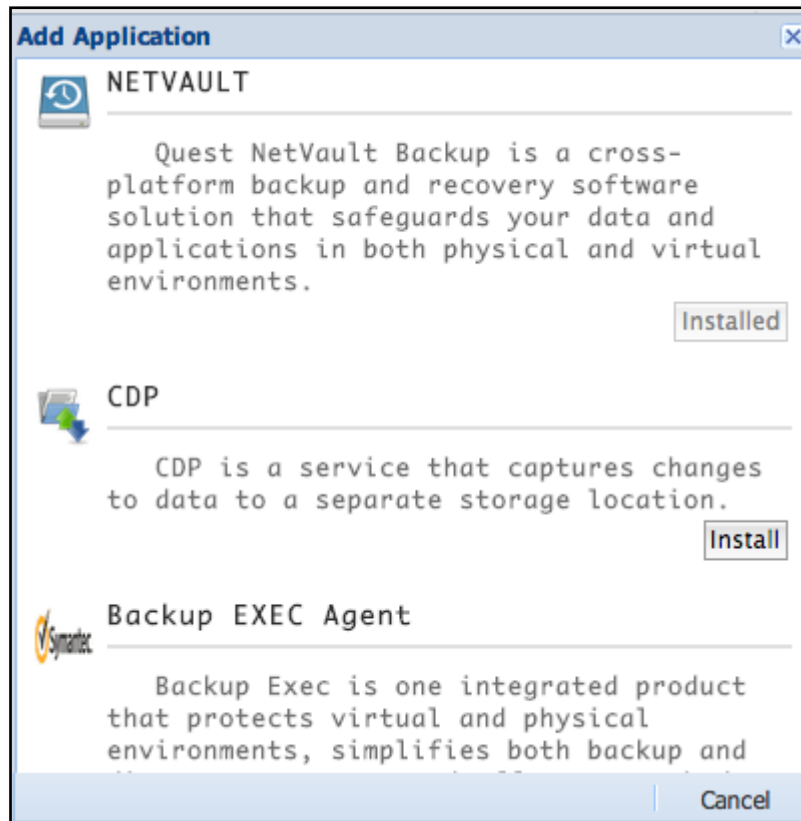 Add Application
NETVAULT
Quest NetVault Backup is a cross-
platform backup and recovery software
solution that safeguards your data and
applications in both physical and virtual
environments.
Installed
CDP
CDP is a service that captures changes
to data to a separate storage location.
Install
Symantec.
Backup EXEC Agent
Backup Exec is one integrated product
that protects virtual and physical
environments, simplifies both backup and
Cancel